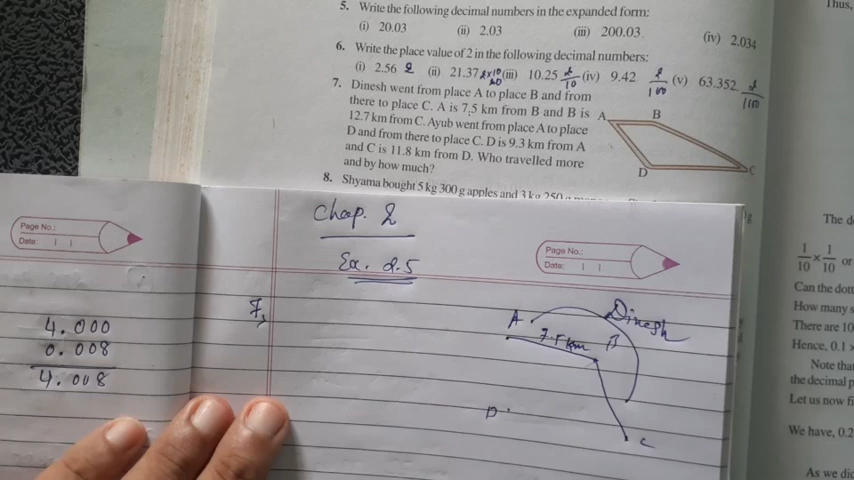 5. Write the following decimal numbers in the expanded form:
(i) 20.03 (ii) 2.03 (iii) 200.03 (iv) 2.034
6. Write the place value of 2 in the following decimal numbers:
(i) 2.56 2 (ii) 21.37 2×10 20 (iii) 10.25 2/10 (iv) 9.42 2/100 (v) 63.352 2/1000
7. Dinesh went from place A to place B and from
there to place C. A is 7.5 km from B and B is
12.7 km from C. Ayub went from place A to place
D and from there to place C. D is 9.3 km from A
and C is 11.8 km from D. Who travelled more
and by how much?
A B
D C
8. Shyama bought 5 kg 300 g apples and 3 kg 250 g
Thus,
The
1/10 × 1/10 or
Can the
How many
There are 10
Hence, 0.1 ×
Note that
the decimal
Let us now
We have, 0.2
As we
Page No.:
Date:
4.000
0.008
4.008
Chap. 2
Ex. 2.5
Page No.:
Date:
7,
A Dinesh
7.5 km B
D
C